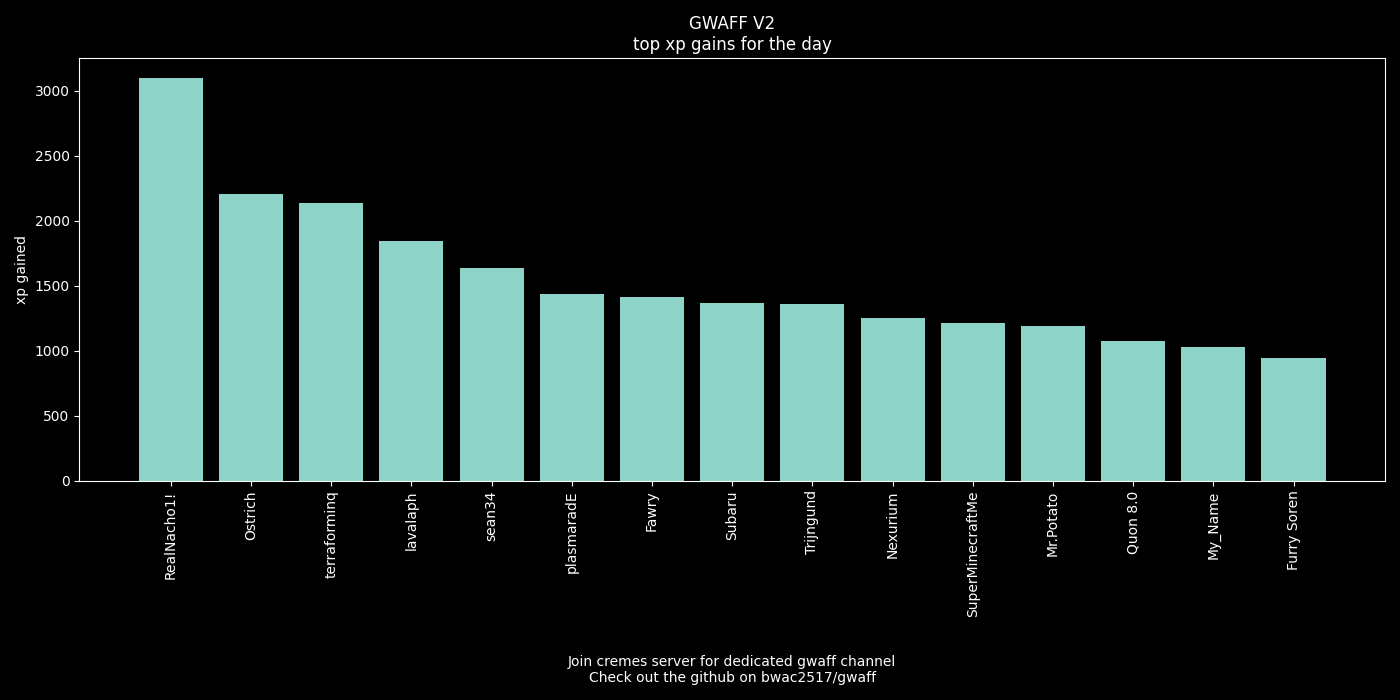 GWAFF V2
top xp gains for the day
xp gained
3000
2500
2000
1500
1000
500
0
RealNacho1!
Ostrich
terraforminq
lavalaph
sean34
plasmaradE
Fawry
Subaru
Trijngund
Nexurium
SuperMinecraftMe
Mr.Potato
Quon 8.0
My_Name
Furry Soren
Join cremes server for dedicated gwaff channel
Check out the github on bwac2517/gwaff